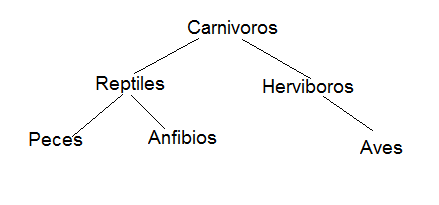 Carnivoros
Reptiles
Herviboros
Peces
Anfibios
Aves